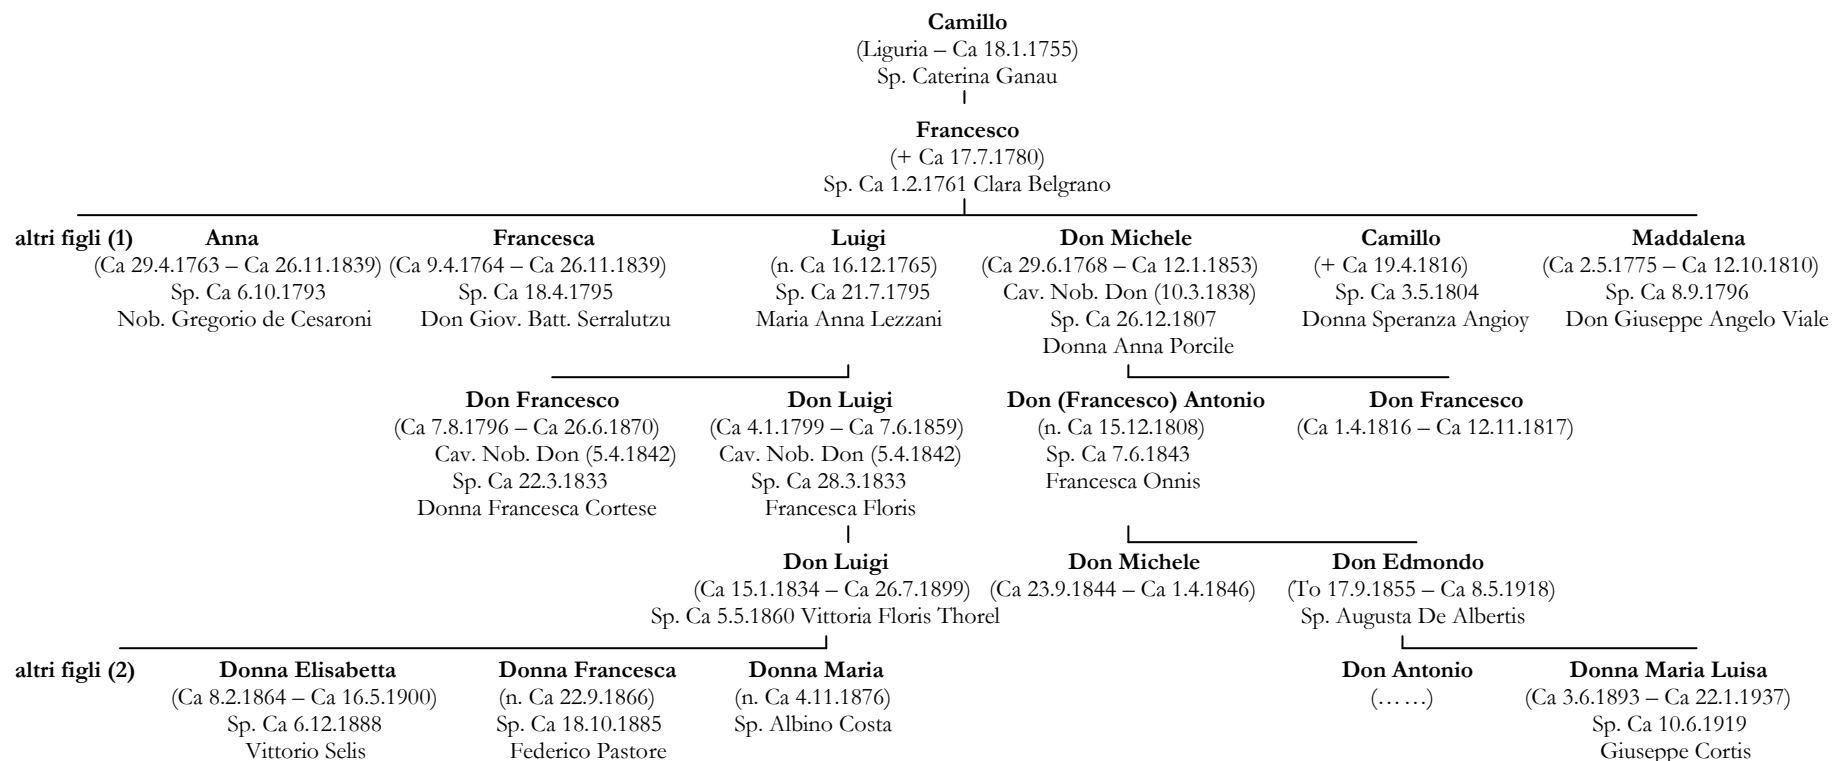 Camillo
(Liguria – Ca 18.1.1755)
Sp. Caterina Ganau
Francesco
(+ Ca 17.7.1780)
Sp. Ca 1.2.1761 Clara Belgrano
altri figli (1) Anna Francesca Luigi Don Michele Camillo Maddalena
(Ca 29.4.1763 – Ca 26.11.1839) (Ca 9.4.1764 – Ca 26.11.1839) (n. Ca 16.12.1765) (Ca 29.6.1768 – Ca 12.1.1853) (+ Ca 19.4.1816) (Ca 2.5.1775 – Ca 12.10.1810)
Sp. Ca 6.10.1793 Sp. Ca 18.4.1795 Sp. Ca 21.7.1795 Cav. Nob. Don (10.3.1838) Sp. Ca 3.5.1804 Sp. Ca 8.9.1796
Nob. Gregorio de Cesaroni Don Giov. Batt. Serralutzu Maria Anna Lezzani Sp. Ca 26.12.1807 Donna Speranza Angioy Don Giuseppe Angelo Viale
Donna Anna Porcile
Don Francesco Don Luigi Don (Francesco) Antonio Don Francesco
(Ca 7.8.1796 – Ca 26.6.1870) (Ca 4.1.1799 – Ca 7.6.1859) (n. Ca 15.12.1808) (Ca 1.4.1816 – Ca 12.11.1817)
Cav. Nob. Don (5.4.1842) Cav. Nob. Don (5.4.1842) Sp. Ca 7.6.1843
Sp. Ca 22.3.1833 Sp. Ca 28.3.1833 Francesca Onnis
Donna Francesca Cortese Francesca Floris
Don Luigi Don Michele Don Edmondo
(Ca 15.1.1834 – Ca 26.7.1899) (Ca 23.9.1844 – Ca 1.4.1846) (To 17.9.1855 – Ca 8.5.1918)
Sp. Ca 5.5.1860 Vittoria Floris Thorel Sp. Augusta De Albertis
altri figli (2) Donna Elisabetta Donna Francesca Donna Maria Don Antonio Donna Maria Luisa
(Ca 8.2.1864 – Ca 16.5.1900) (n. Ca 22.9.1866) (n. Ca 4.11.1876) (……) (Ca 3.6.1893 – Ca 22.1.1937)
Sp. Ca 6.12.1888 Sp. Ca 18.10.1885 Sp. Albino Costa Sp. Ca 10.6.1919
Vittorio Selis Federico Pastore Giuseppe Cortis